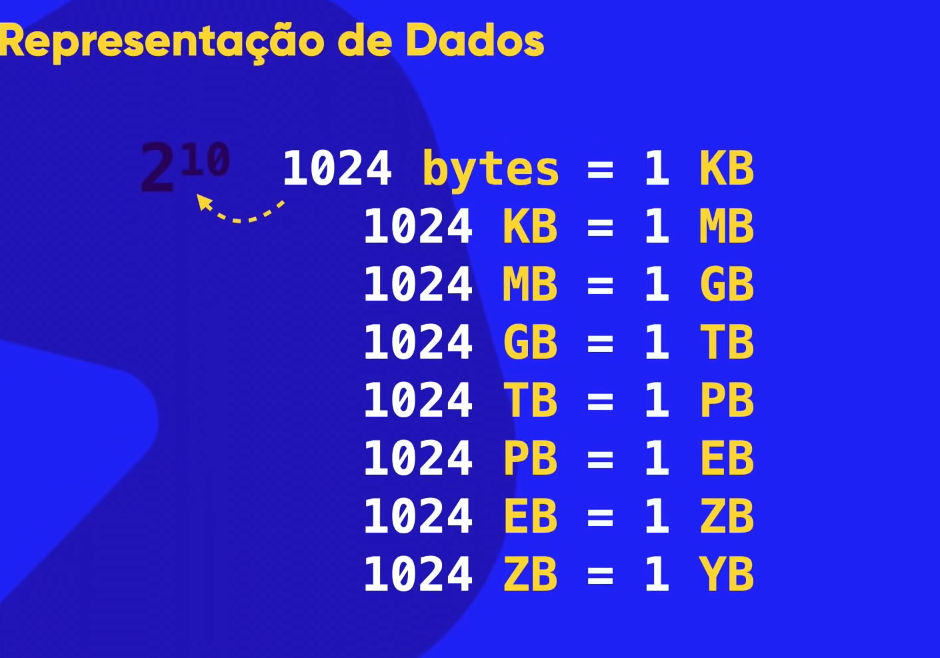 Representação de Dados
2¹⁰ 1024 bytes = 1 KB
1024 KB = 1 MB
1024 MB = 1 GB
1024 GB = 1 TB
1024 TB = 1 PB
1024 PB = 1 EB
1024 EB = 1 ZB
1024 ZB = 1 YB